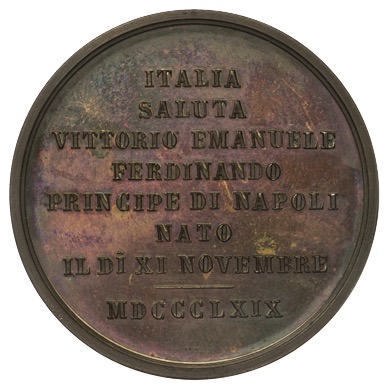 ITALIA
SALUTA
VITTORIO EMANUELE
FERDINANDO
PRINCIPE DI NAPOLI
NATO
IL DÌ XI NOVEMBRE
MDCCCLXIX